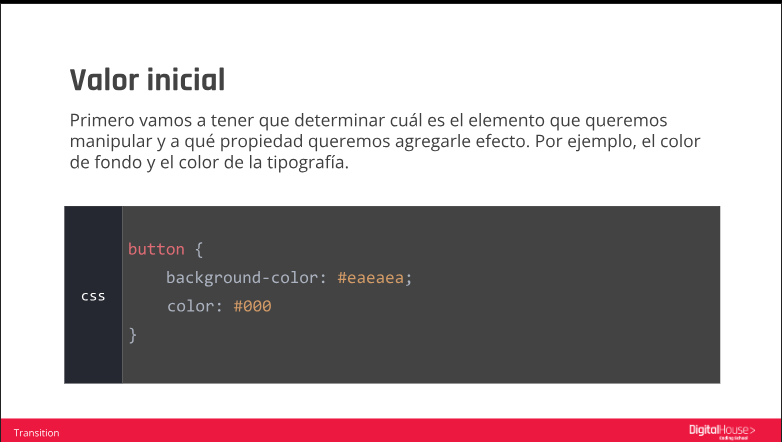 Valor inicial
Primero vamos a tener que determinar cuál es el elemento que queremos
manipular y a qué propiedad queremos agregarle efecto. Por ejemplo, el color
de fondo y el color de la tipografía.
css
button {
    background-color: #eaeaea;
    color: #000
}
Transition
DigitalHouse>
Coding School